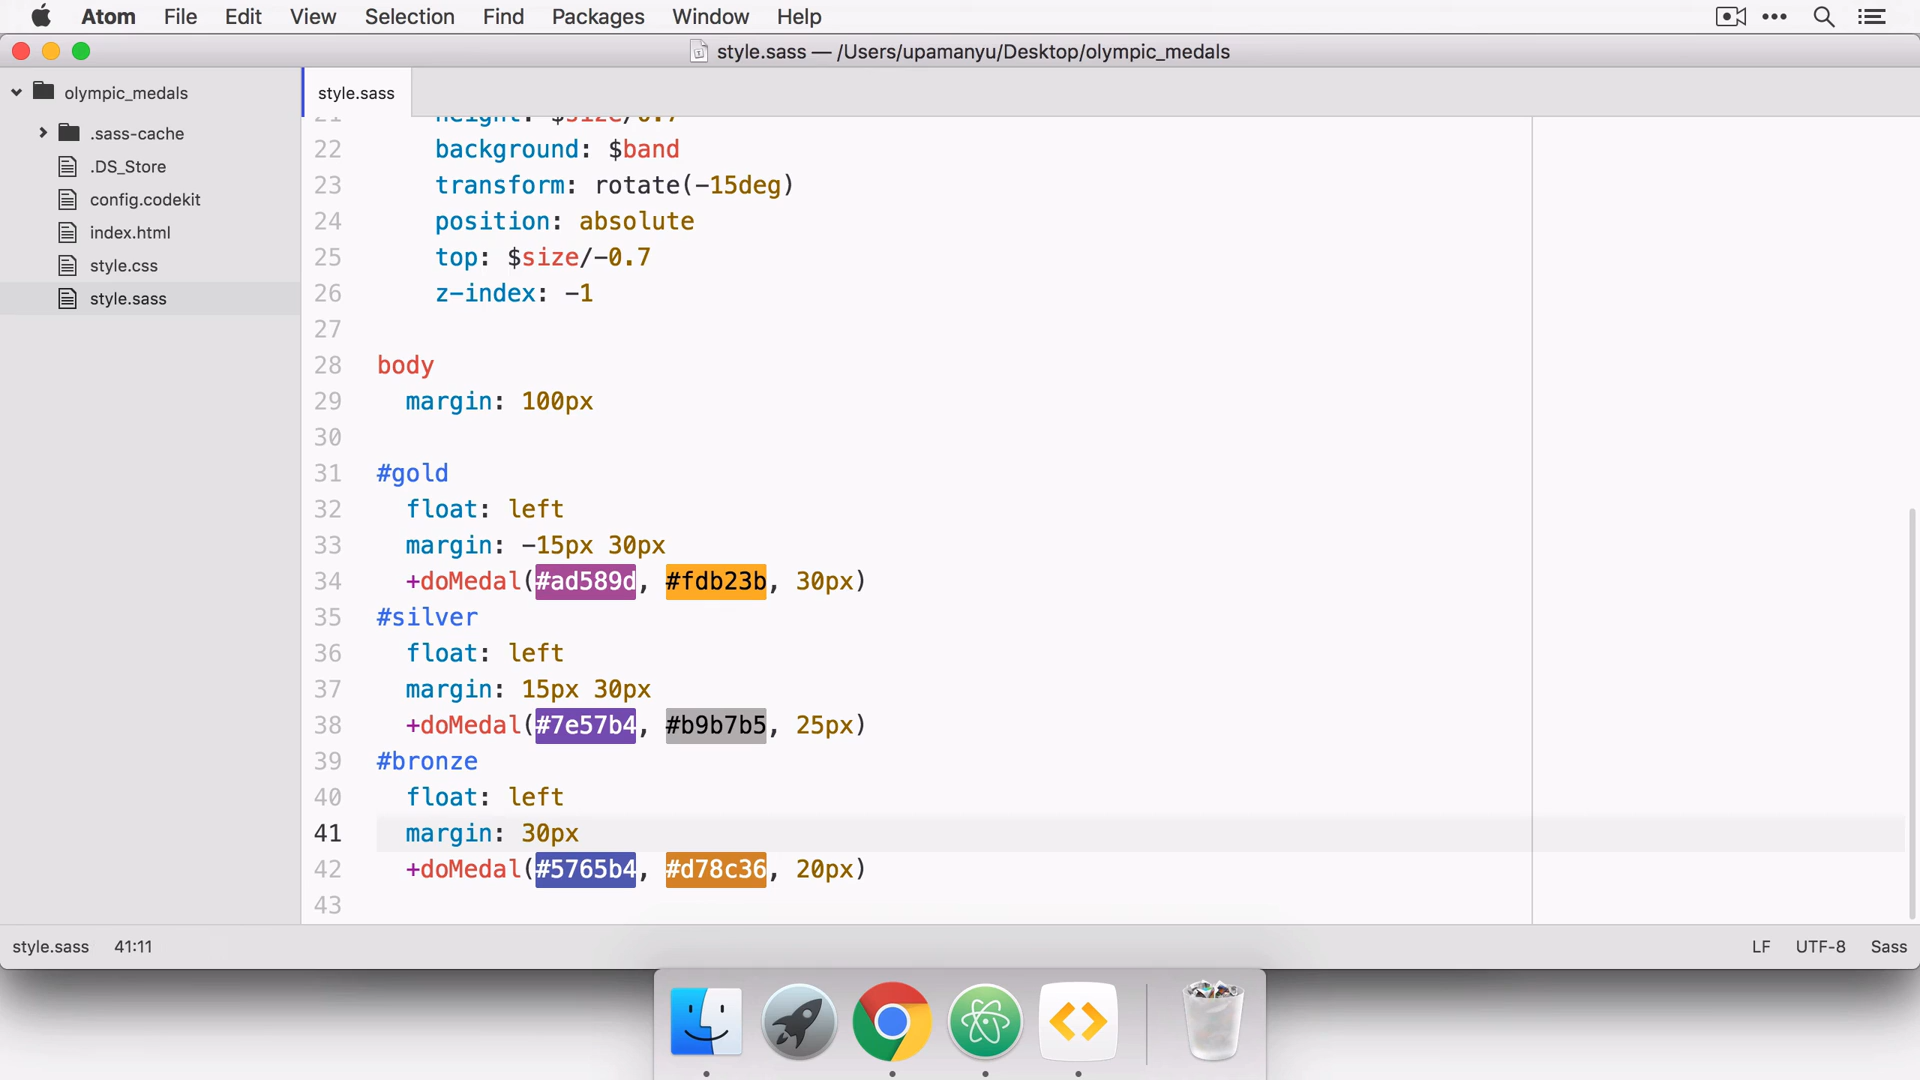 Atom File Edit View Selection Find Packages Window Help
style.sass — /Users/upamanyu/Desktop/olympic_medals
olympic_medals
.sass-cache
.DS_Store
config.codekit
index.html
style.css
style.sass
style.sass
21 height: $size/0.7
22 background: $band
23 transform: rotate(-15deg)
24 position: absolute
25 top: $size/-0.7
26 z-index: -1
27
28 body
29 margin: 100px
30
31 #gold
32 float: left
33 margin: -15px 30px
34 +doMedal(#ad589d, #fdb23b, 30px)
35 #silver
36 float: left
37 margin: 15px 30px
38 +doMedal(#7e57b4, #b9b7b5, 25px)
39 #bronze
40 float: left
41 margin: 30px
42 +doMedal(#5765b4, #d78c36, 20px)
43
style.sass 41:11 LF UTF-8 Sass